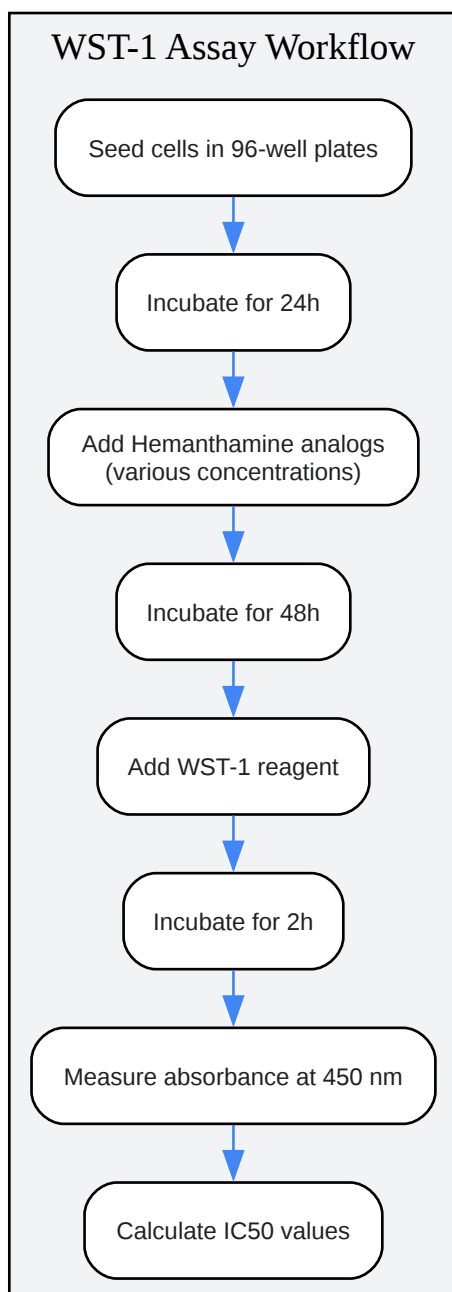 WST-1 Assay Workflow
Seed cells in 96-well plates
Incubate for 24h
Add Hemanthamine analogs
(various concentrations)
Incubate for 48h
Add WST-1 reagent
Incubate for 2h
Measure absorbance at 450 nm
Calculate IC50 values